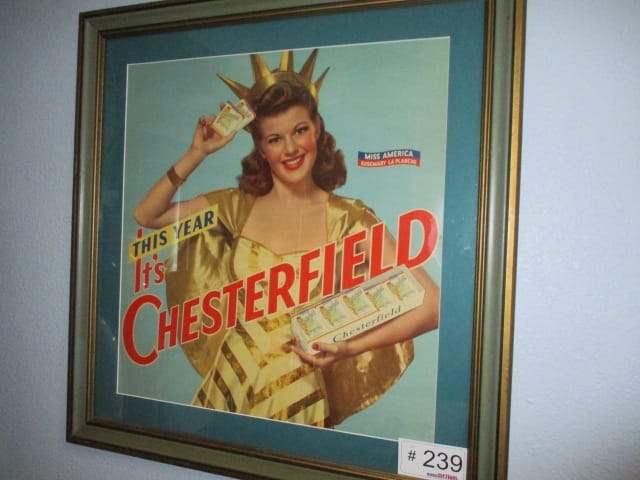 MISS AMERICA
ROSEMARY LA PLANCHE
THIS YEAR
It's
CHESTERFIELD
Chesterfield
# 239